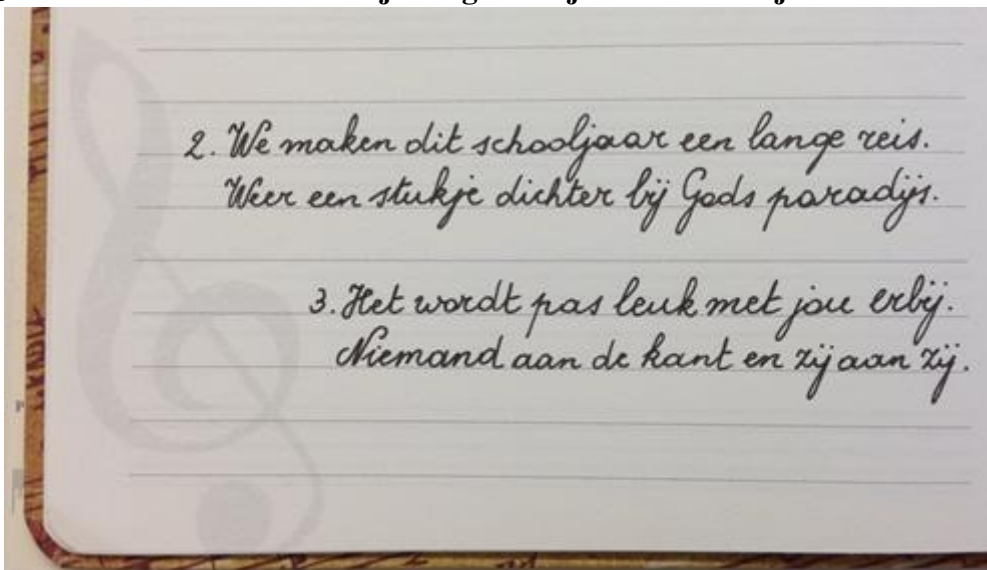 2. We maken dit schooljaar een lange reis.
Weer een stukje dichter bij Gods paradijs.
3. Het wordt pas leuk met jou erbij.
Niemand aan de kant en zij aan zij.